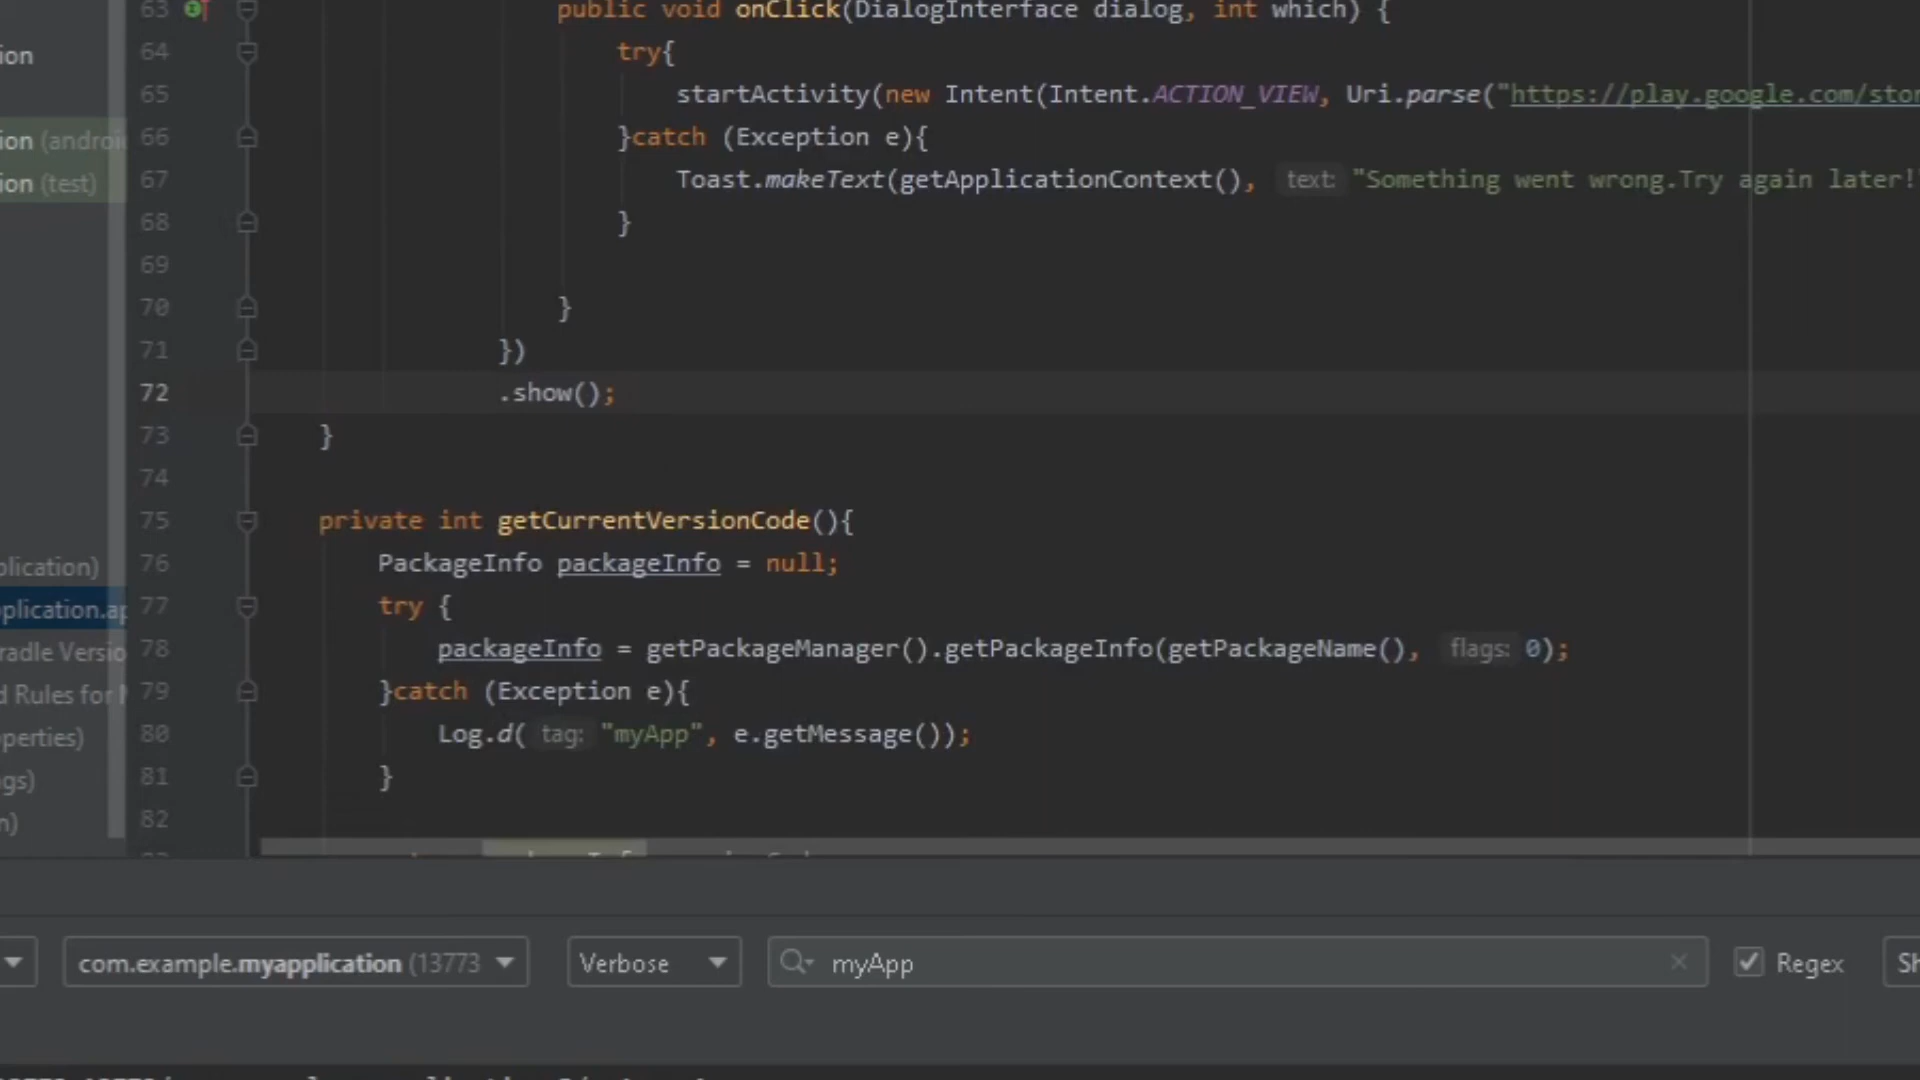 63 public void onClick(DialogInterface dialog, int which) {
ion 64 try{
65 startActivity(new Intent(Intent.ACTION_VIEW, Uri.parse("https://play.google.com/stor
ion (androi 66 }catch (Exception e){
ion (test) 67 Toast.makeText(getApplicationContext(), text: "Something went wrong.Try again later!"
68 }
69
70 }
71 })
72 .show();
73 }
74
75 private int getCurrentVersionCode(){
plication) 76 PackageInfo packageInfo = null;
plication.ap 77 try {
radle Versio 78 packageInfo = getPackageManager().getPackageInfo(getPackageName(), flags: 0);
d Rules for 79 }catch (Exception e){
perties) 80 Log.d( tag: "myApp", e.getMessage());
gs) 81 }
n) 82
com.example.myapplication (13773 Verbose myApp Regex Sh